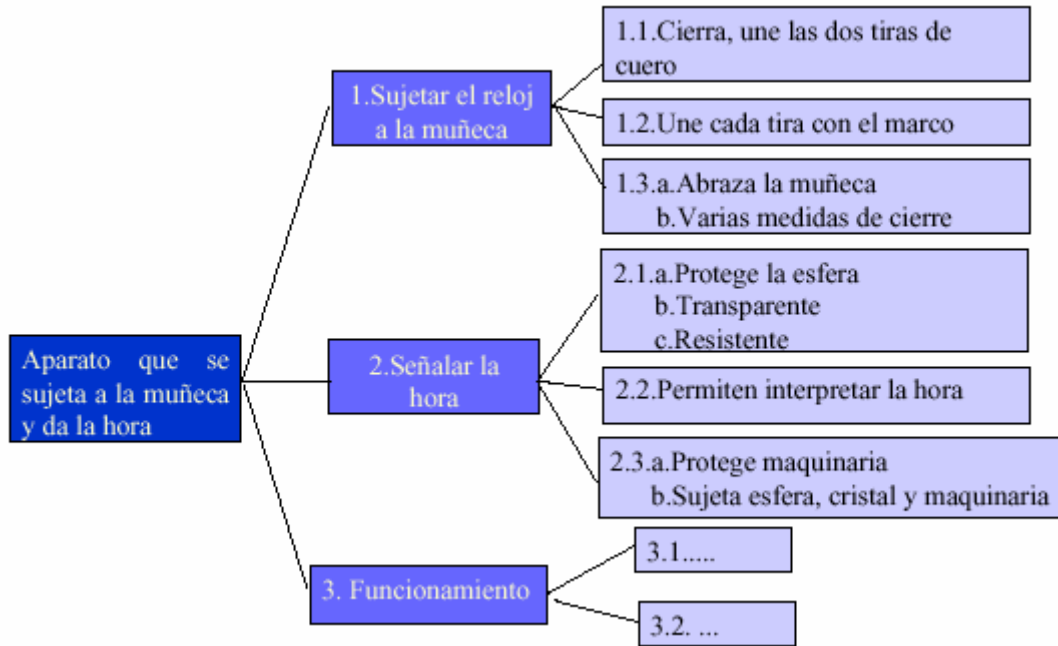 Aparato que se
sujeta a la muñeca
y da la hora
1.Sujetar el reloj
a la muñeca
1.1.Cierra, une las dos tiras de
cuero
1.2.Une cada tira con el marco
1.3.a.Abraza la muñeca
b.Varias medidas de cierre
2.Señalar la
hora
2.1.a.Protege la esfera
b.Transparente
c.Resistente
2.2.Permiten interpretar la hora
2.3.a.Protege maquinaria
b.Sujeta esfera, cristal y maquinaria
3. Funcionamiento
3.1.....
3.2. ...